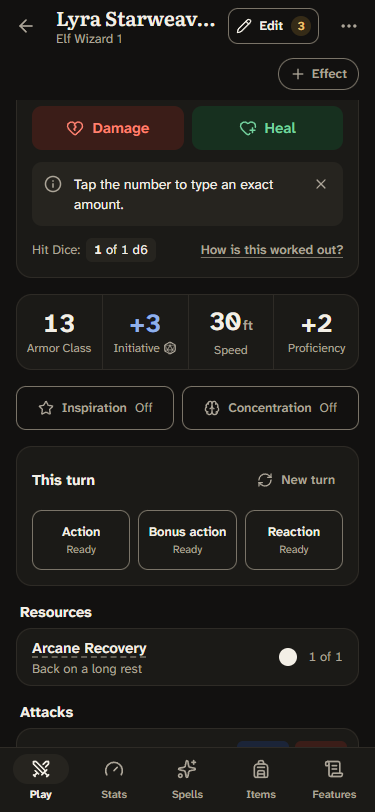 Lyra Starweav...
Elf Wizard 1
Edit 3
Effect
Damage
Heal
Tap the number to type an exact
amount.
Hit Dice: 1 of 1 d6
How is this worked out?
13
Armor Class
+3
Initiative
30 ft
Speed
+2
Proficiency
Inspiration Off
Concentration Off
This turn
New turn
Action
Ready
Bonus action
Ready
Reaction
Ready
Resources
Arcane Recovery
Back on a long rest
1 of 1
Attacks
Play
Stats
Spells
Items
Features